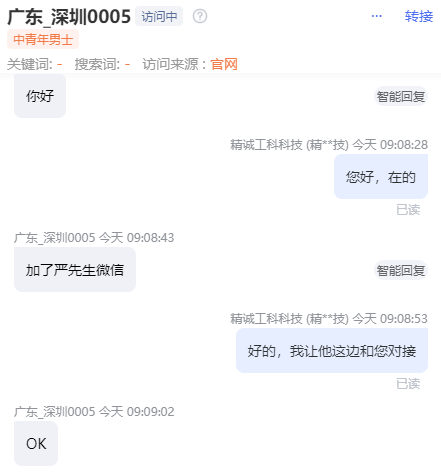 广东_深圳0005 访问中 ? ··· 转接
中青年男士
关键词: - 搜索词: - 访问来源 : 官网
你好
智能回复
精诚工科科技 (精**技) 今天 09:08:28
您好，在的
已读
广东_深圳0005 今天 09:08:43
加了严先生微信
智能回复
精诚工科科技 (精**技) 今天 09:08:53
好的，我让他这边和您对接
已读
广东_深圳0005 今天 09:09:02
OK